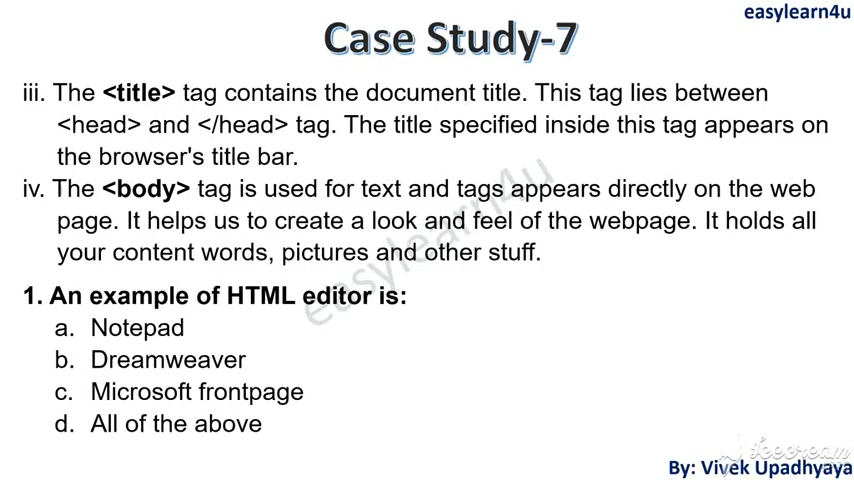 easylearn4u
Case Study-7
iii. The <title> tag contains the document title. This tag lies between
<head> and </head> tag. The title specified inside this tag appears on
the browser's title bar.
iv. The <body> tag is used for text and tags appears directly on the web
page. It helps us to create a look and feel of the webpage. It holds all
your content words, pictures and other stuff.
easylearn4u
1. An example of HTML editor is:
a. Notepad
b. Dreamweaver
c. Microsoft frontpage
d. All of the above
By: Vivek Upadhyaya